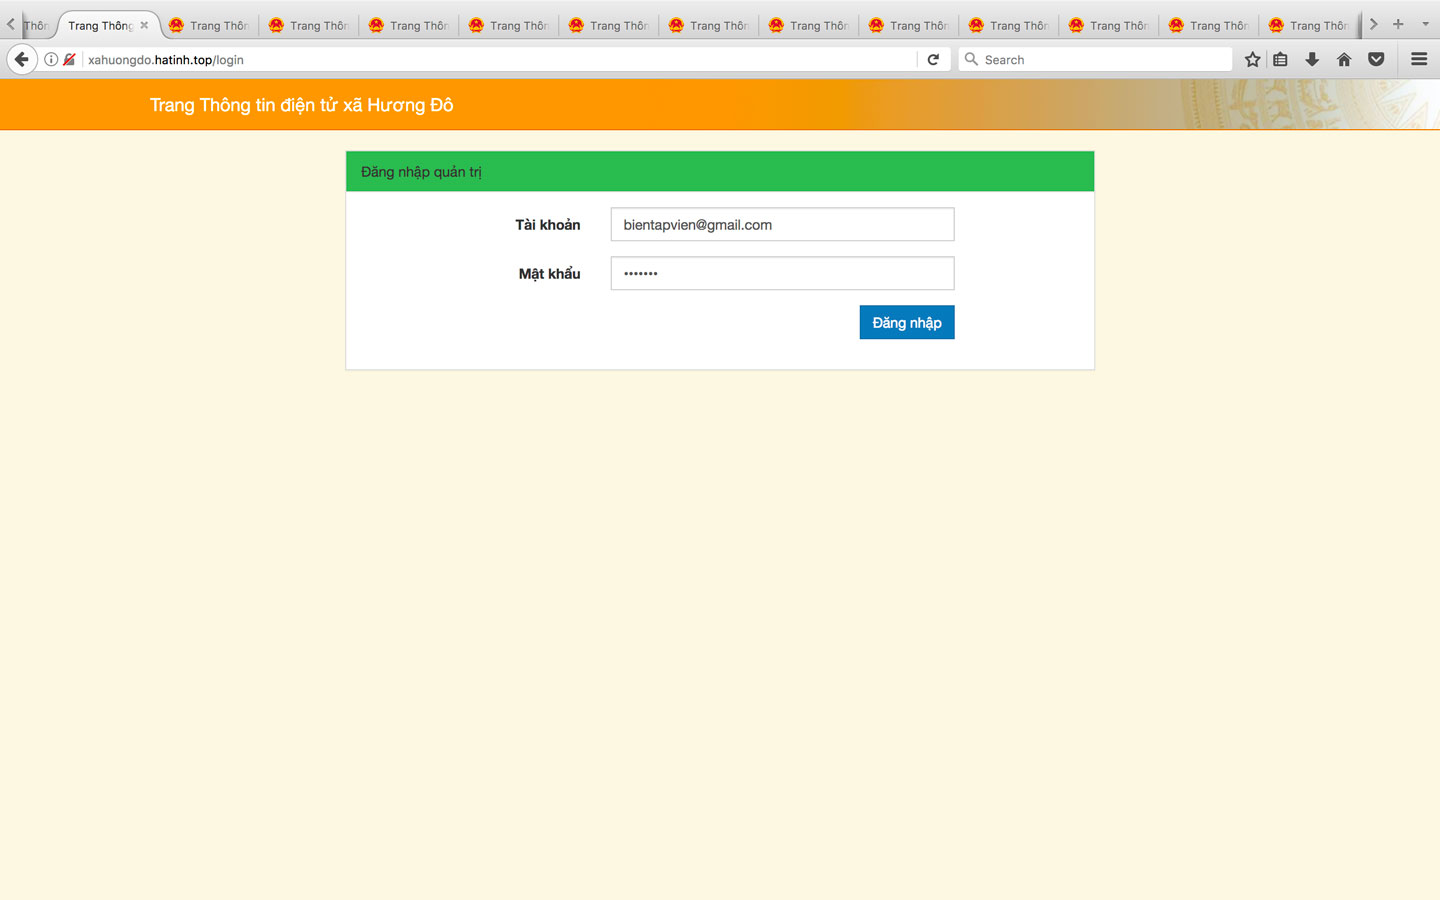 Thôn
Trang Thông
Trang Thôn
Trang Thôn
Trang Thôn
Trang Thôn
Trang Thôn
Trang Thôn
Trang Thôn
Trang Thôn
Trang Thôn
Trang Thôn
Trang Thôn
Trang Thôn
xahuongdo.hatinh.top/login
Search
Trang Thông tin điện tử xã Hương Đô
Đăng nhập quản trị
Tài khoản
bientapvien@gmail.com
Mật khẩu
•••••••
Đăng nhập